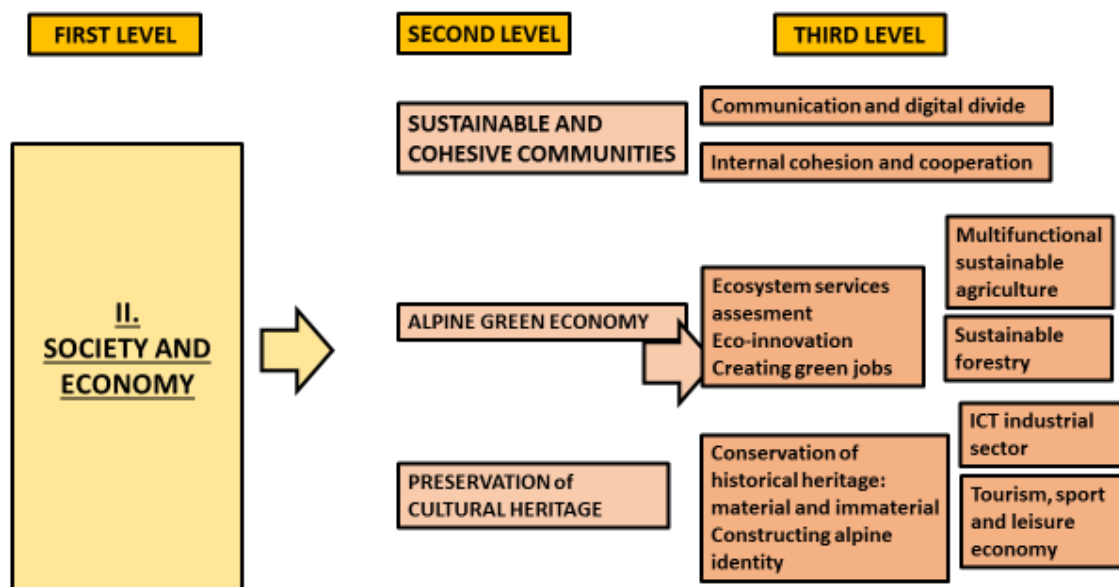 FIRST LEVEL
SECOND LEVEL
THIRD LEVEL
II.
SOCIETY AND
ECONOMY
SUSTAINABLE AND
COHESIVE COMMUNITIES
Communication and digital divide
Internal cohesion and cooperation
ALPINE GREEN ECONOMY
Ecosystem services
assesment
Eco-innovation
Creating green jobs
Multifunctional
sustainable
agriculture
Sustainable
forestry
PRESERVATION of
CULTURAL HERITAGE
Conservation of
historical heritage:
material and immaterial
Constructing alpine
identity
ICT industrial
sector
Tourism, sport
and leisure
economy